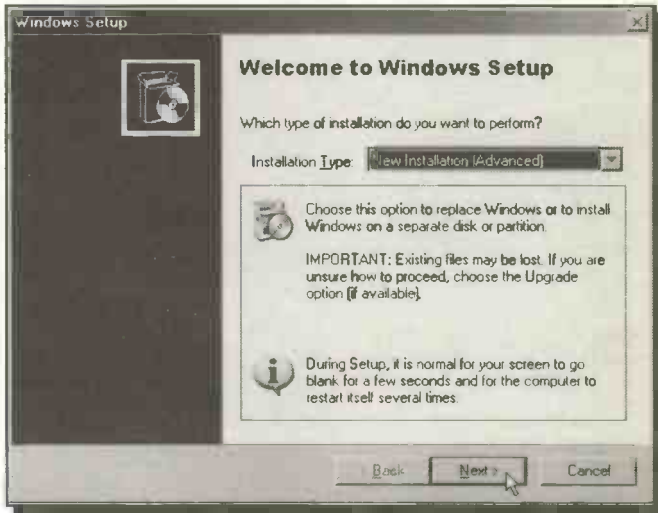 Windows Setup
Welcome to Windows Setup
Which type of installation do you want to perform?
Installation Type: New Installation (Advanced)
Choose this option to replace Windows or to install
Windows on a separate disk or partition.
IMPORTANT: Existing files may be lost. If you are
unsure how to proceed, choose the Upgrade
option (if available).
During Setup, it is normal for your screen to go
blank for a few seconds and for the computer to
restart itself several times.
Back
Next >
Cancel